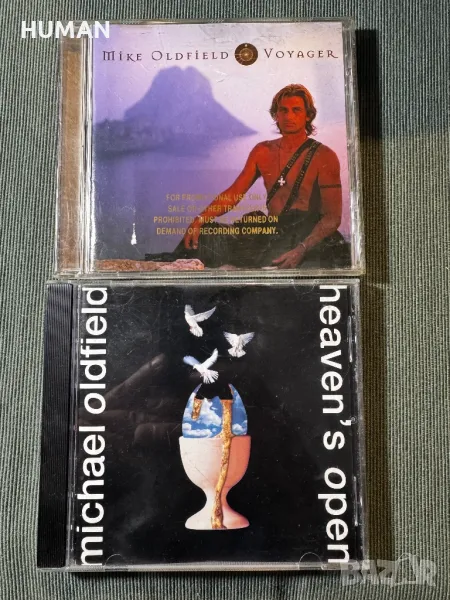 HUMAN
MIKE OLDFIELD VOYAGER
FOR PROMOTIONAL USE ONLY
SALE OR OTHER TRANSFER
PROHIBITED. MUST BE RETURNED ON
DEMAND OF RECORDING COMPANY.
michael oldfield
heaven's open
BAZAR